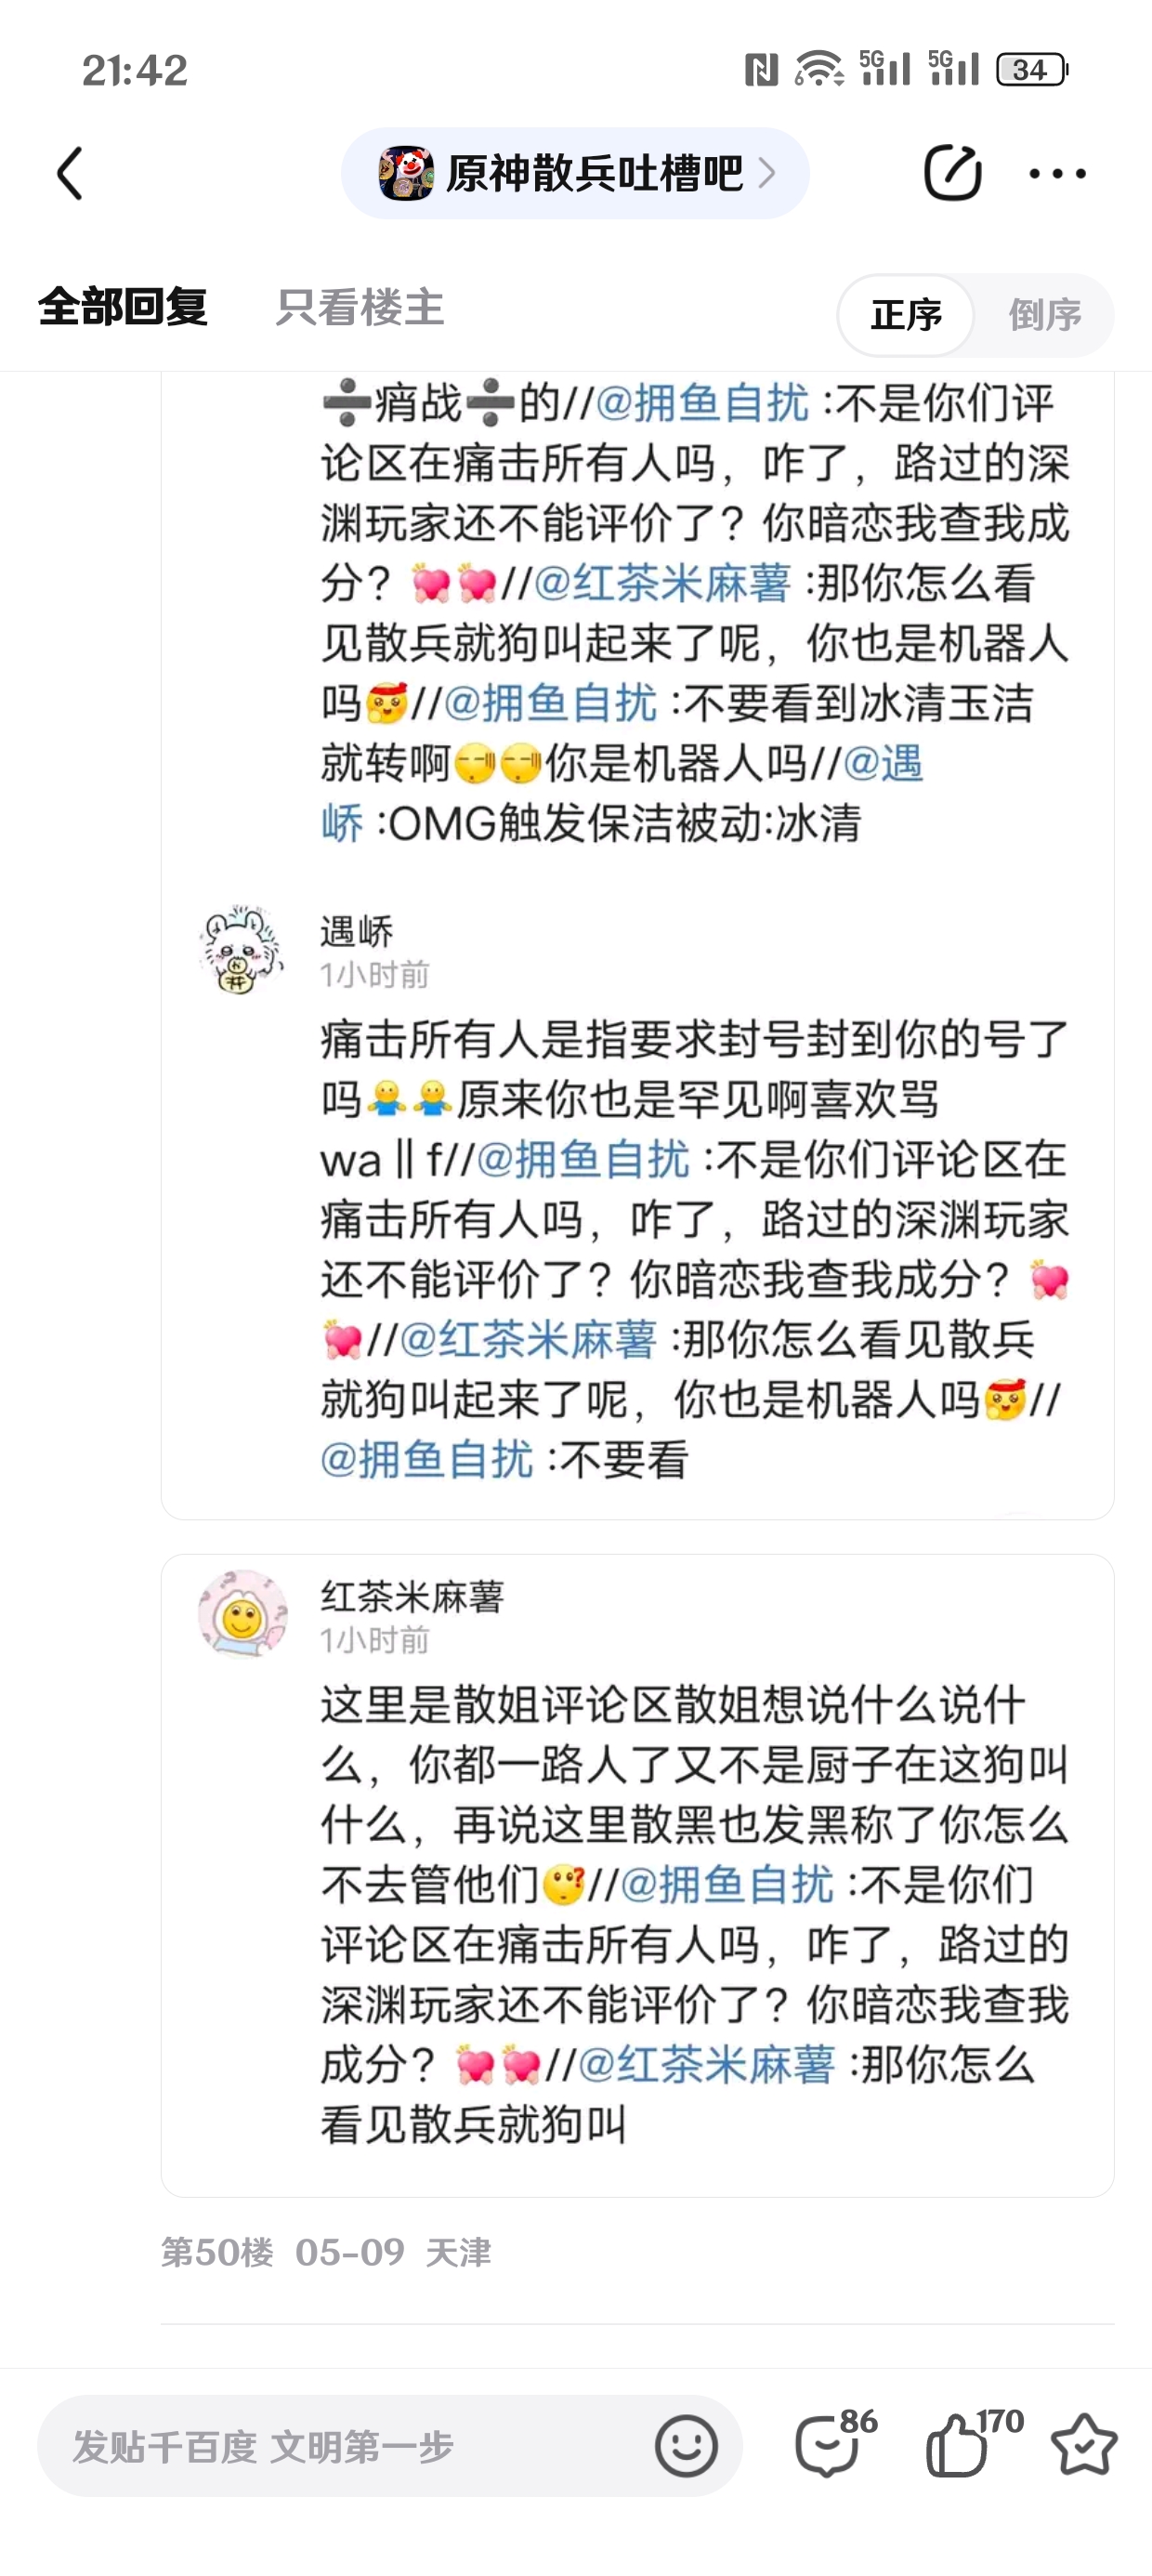 21:42
5G 5G 34
原神散兵吐槽吧
全部回复 只看楼主 正序 倒序
➗痟战➗的//@拥鱼自扰 :不是你们评
论区在痛击所有人吗，咋了，路过的深
渊玩家还不能评价了？你暗恋我查我成
分？💓💓//@红茶米麻薯 :那你怎么看
见散兵就狗叫起来了呢，你也是机器人
吗//@拥鱼自扰 :不要看到冰清玉洁
就转啊你是机器人吗//@遇
峤 :OMG触发保洁被动:冰清
遇峤
1小时前
痛击所有人是指要求封号封到你的号了
吗原来你也是罕见啊喜欢骂
wa‖f//@拥鱼自扰 :不是你们评论区在
痛击所有人吗，咋了，路过的深渊玩家
还不能评价了？你暗恋我查我成分？💓
💓//@红茶米麻薯 :那你怎么看见散兵
就狗叫起来了呢，你也是机器人吗//
@拥鱼自扰 :不要看
红茶米麻薯
1小时前
这里是散姐评论区散姐想说什么说什
么，你都一路人了又不是厨子在这狗叫
什么，再说这里散黑也发黑称了你怎么
不去管他们//@拥鱼自扰 :不是你们
评论区在痛击所有人吗，咋了，路过的
深渊玩家还不能评价了？你暗恋我查我
成分？💓💓//@红茶米麻薯 :那你怎么
看见散兵就狗叫
第50楼 05-09 天津
发贴千百度 文明第一步 86 170